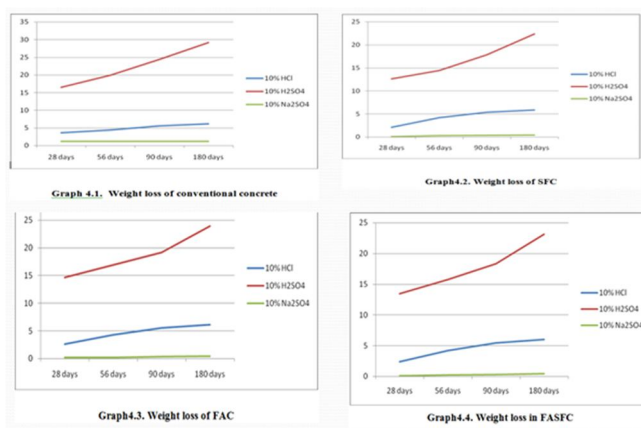 35
30
25
20
15
10
5
0
28 days 56 days 90 days 180 days
10% HCl
10% H2SO4
10% Na2SO4
Graph 4.1. Weight loss of conventional concrete
25
20
15
10
5
0
28 days 56 days 90 days 180 days
10% HCl
10% H2SO4
10% Na2SO4
Graph4.2. Weight loss of SFC
25
20
15
10
5
0
28 days 56 days 90 days 180 days
10% HCl
10% H2SO4
10% Na2SO4
Graph4.3. Weight loss of FAC
25
20
15
10
5
0
28 days 56 days 90 days 180 days
10% HCl
10% H2SO4
10% Na2SO4
Graph4.4. Weight loss in FASFC